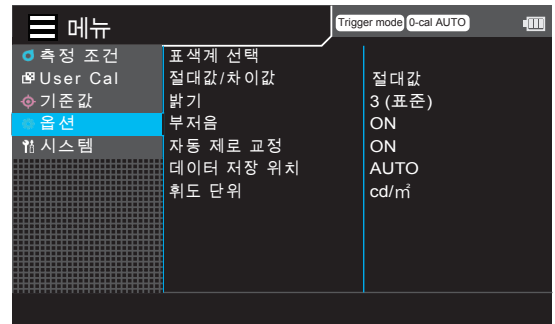 메뉴
Trigger mode 0-cal AUTO
측정 조건
User Cal
기준값
옵션
시스템
표색계 선택
절대값/차이값 절대값
밝기 3 (표준)
부저음 ON
자동 제로 교정 ON
데이터 저장 위치 AUTO
휘도 단위 cd/㎡